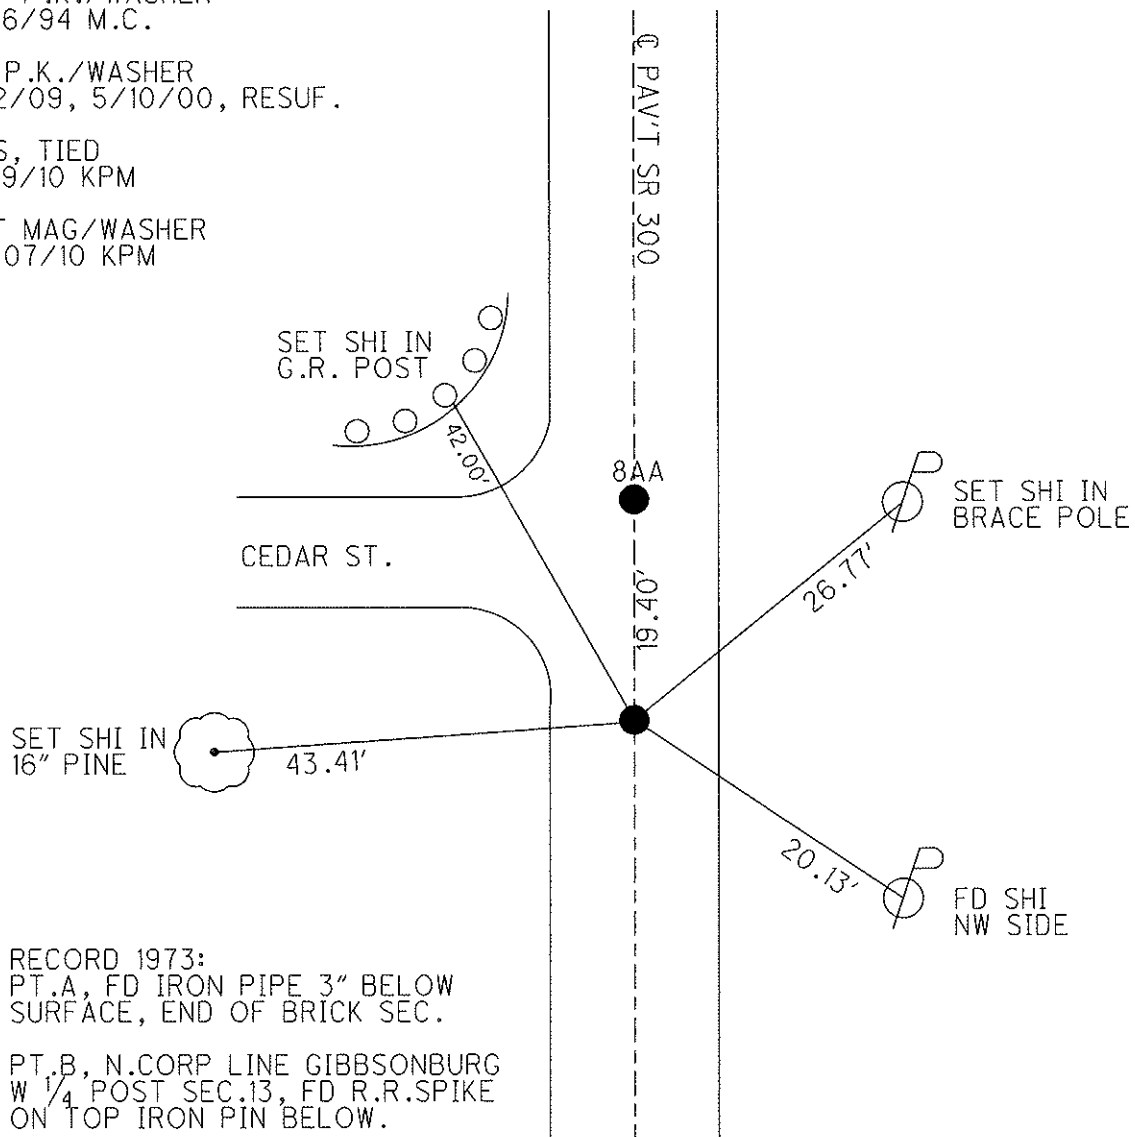 6/94 M.C.
P.K./WASHER
2/09, 5/10/00, RESUF.
S, TIED
9/10 KPM
T MAG/WASHER
07/10 KPM
℄ PAV'T SR 300
SET SHI IN
G.R. POST
42.00'
8AA
SET SHI IN
BRACE POLE
CEDAR ST.
26.77'
19.40'
SET SHI IN
16" PINE
43.41'
20.13'
FD SHI
NW SIDE
RECORD 1973:
PT.A, FD IRON PIPE 3" BELOW
SURFACE, END OF BRICK SEC.
PT.B, N.CORP LINE GIBBSONBURG
W 1/4 POST SEC.13, FD R.R.SPIKE
ON TOP IRON PIN BELOW.